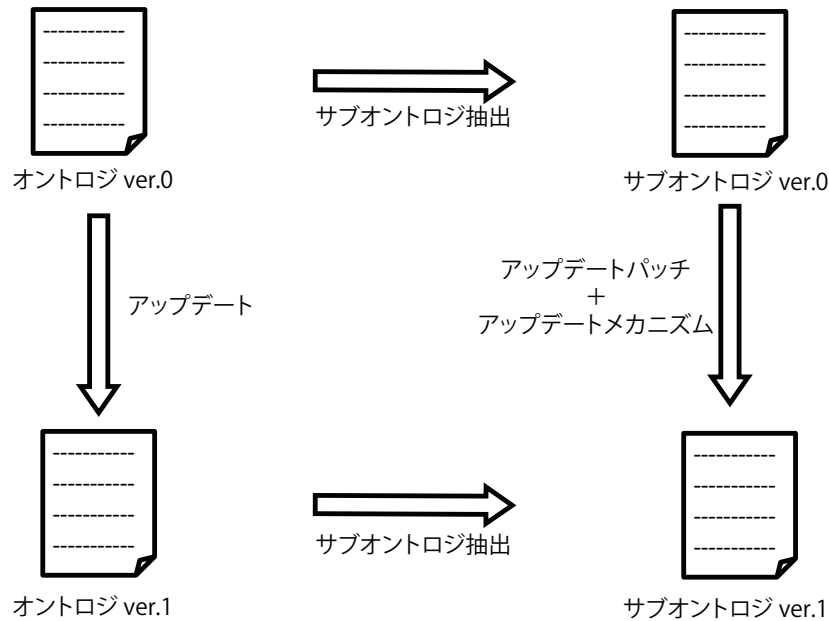 サブオントロジ抽出
オントロジ ver.0
サブオントロジ ver.0
アップデート
アップデートパッチ
+
アップデートメカニズム
サブオントロジ抽出
オントロジ ver.1
サブオントロジ ver.1